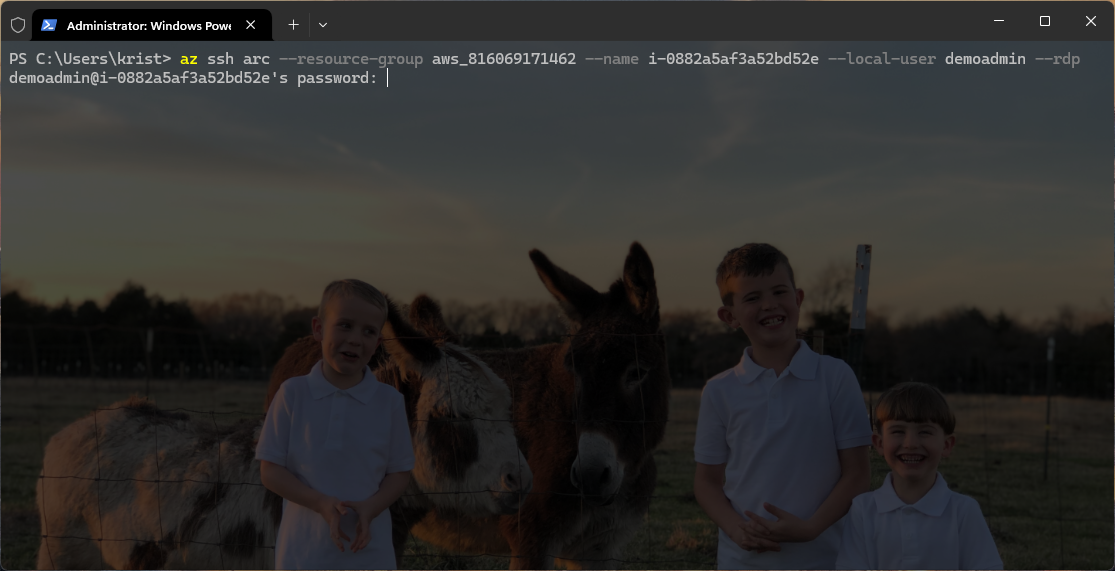 Administrator: Windows Powe
PS C:\Users\krist> az ssh arc --resource-group aws_816069171462 --name i-0882a5af3a52bd52e --local-user demoadmin --rdp
demoadmin@i-0882a5af3a52bd52e's password: